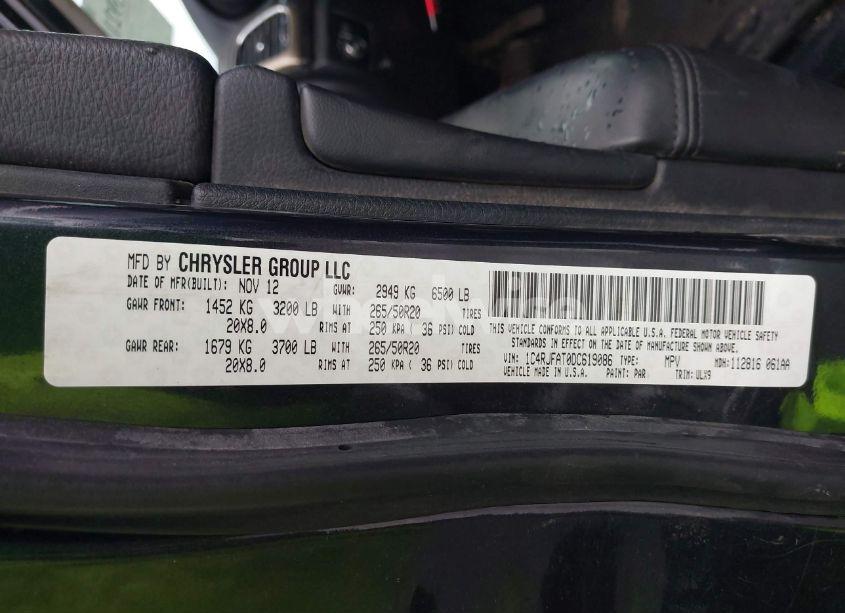 MFD BY CHRYSLER GROUP LLC
DATE OF MFR(BUILT): NOV 12 GVWR: 2949 KG 6500 LB
GAWR FRONT: 1452 KG 3200 LB WITH 265/50R20 TIRES
20X8.0 RIMS AT 250 KPA ( 36 PSI) COLD
GAWR REAR: 1679 KG 3700 LB WITH 265/50R20 TIRES
20X8.0 RIMS AT 250 KPA ( 36 PSI) COLD
THIS VEHICLE CONFORMS TO ALL APPLICABLE U.S.A. FEDERAL MOTOR VEHICLE SAFETY
STANDARDS IN EFFECT ON THE DATE OF MANUFACTURE SHOWN ABOVE.
VIN: 1C4RJFAT0DC619086 TYPE: MPV MDH: 112816 061AA
VEHICLE MADE IN U.S.A. PAINT: PAR TRIM: ULX9